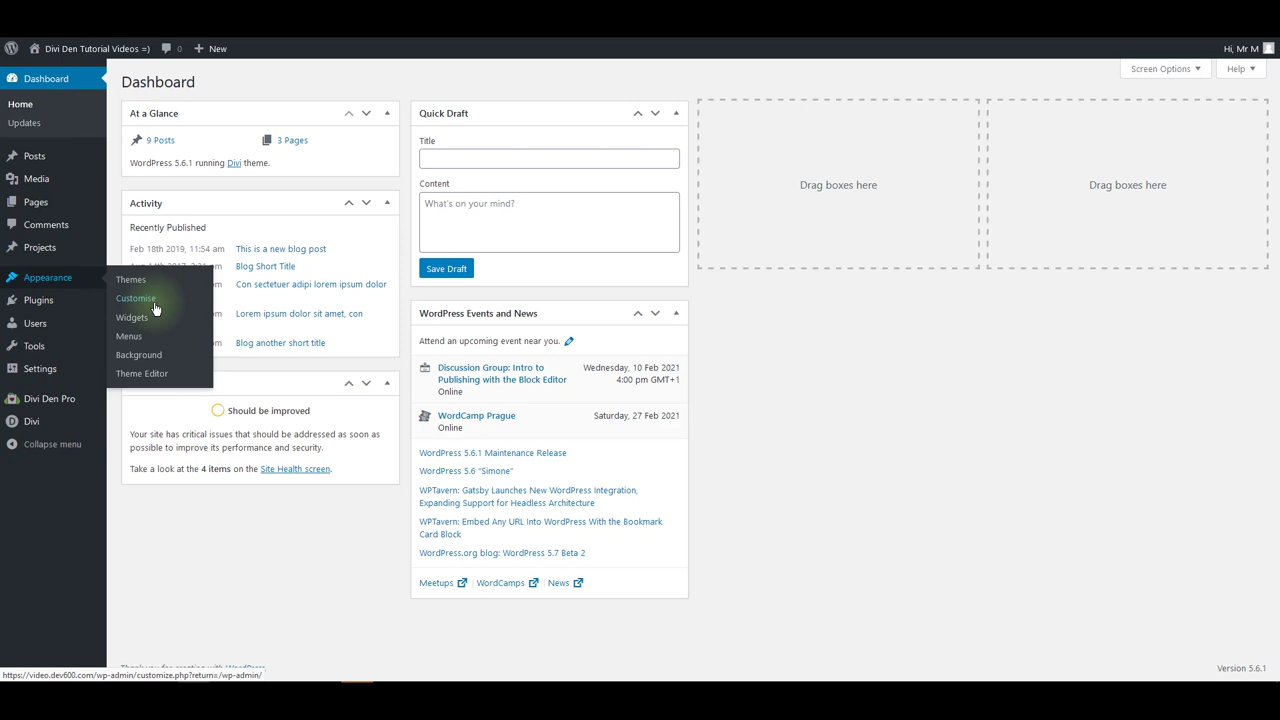 Divi Den Tutorial Videos =)
0
New
Hi, Mr M
Dashboard
Home
Updates
Posts
Media
Pages
Comments
Projects
Appearance
Plugins
Users
Tools
Settings
Divi Den Pro
Divi
Collapse menu
Themes
Customise
Widgets
Menus
Background
Theme Editor
Dashboard
Screen Options
Help
At a Glance
9 Posts
3 Pages
WordPress 5.6.1 running Divi theme.
Activity
Recently Published
Feb 18th 2019, 11:54 am This is a new blog post
Blog Short Title
am Con sectetuer adipi lorem ipsum dolor
om Lorem ipsum dolor sit amet, con
om Blog another short title
Should be improved
Your site has critical issues that should be addressed as soon as
possible to improve its performance and security.
Take a look at the 4 items on the Site Health screen.
Quick Draft
Title
Content
What's on your mind?
Save Draft
WordPress Events and News
Attend an upcoming event near you.
Discussion Group: Intro to
Publishing with the Block Editor
Online
Wednesday, 10 Feb 2021
4:00 pm GMT+1
WordCamp Prague
Online
Saturday, 27 Feb 2021
WordPress 5.6.1 Maintenance Release
WordPress 5.6 “Simone”
WPTavern: Gatsby Launches New WordPress Integration,
Expanding Support for Headless Architecture
WPTavern: Embed Any URL Into WordPress With the Bookmark
Card Block
WordPress.org blog: WordPress 5.7 Beta 2
Meetups
WordCamps
News
Drag boxes here
Drag boxes here
Thank you for creating with WordPress
Version 5.6.1
https://video.dev600.com/wp-admin/customize.php?return=/wp-admin/